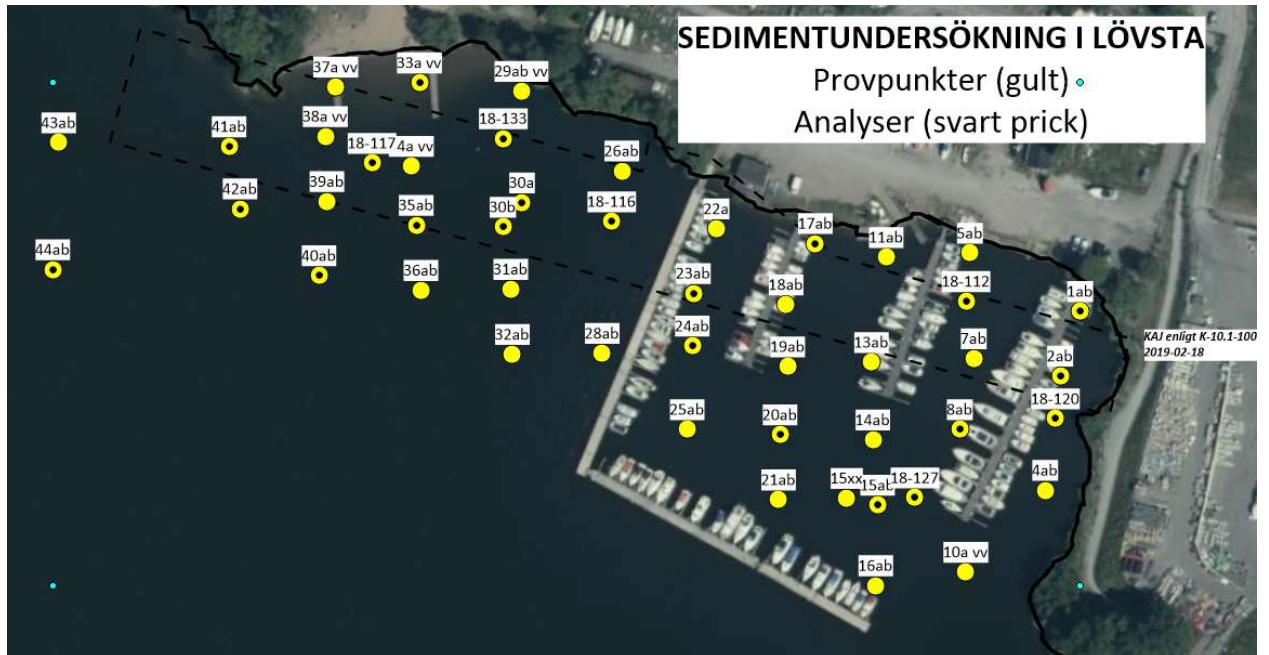 SEDIMENTUNDERSÖKNING I LÖVSTA
Provpunkter (gult)
Analyser (svart prick)
37a vv
33a vv
29ab vv
43ab
41ab
38a vv
18-117
4a vv
18-133
26ab
42ab
39ab
35ab
30a
30b
18-116
22a
17ab
11ab
5ab
44ab
40ab
36ab
31ab
23ab
18ab
18-112
1ab
KAJ enligt K-10.1-100
2019-02-18
32ab
28ab
24ab
19ab
13ab
7ab
2ab
25ab
20ab
14ab
8ab
18-120
21ab
15xx
15ab
18-127
4ab
16ab
10a vv